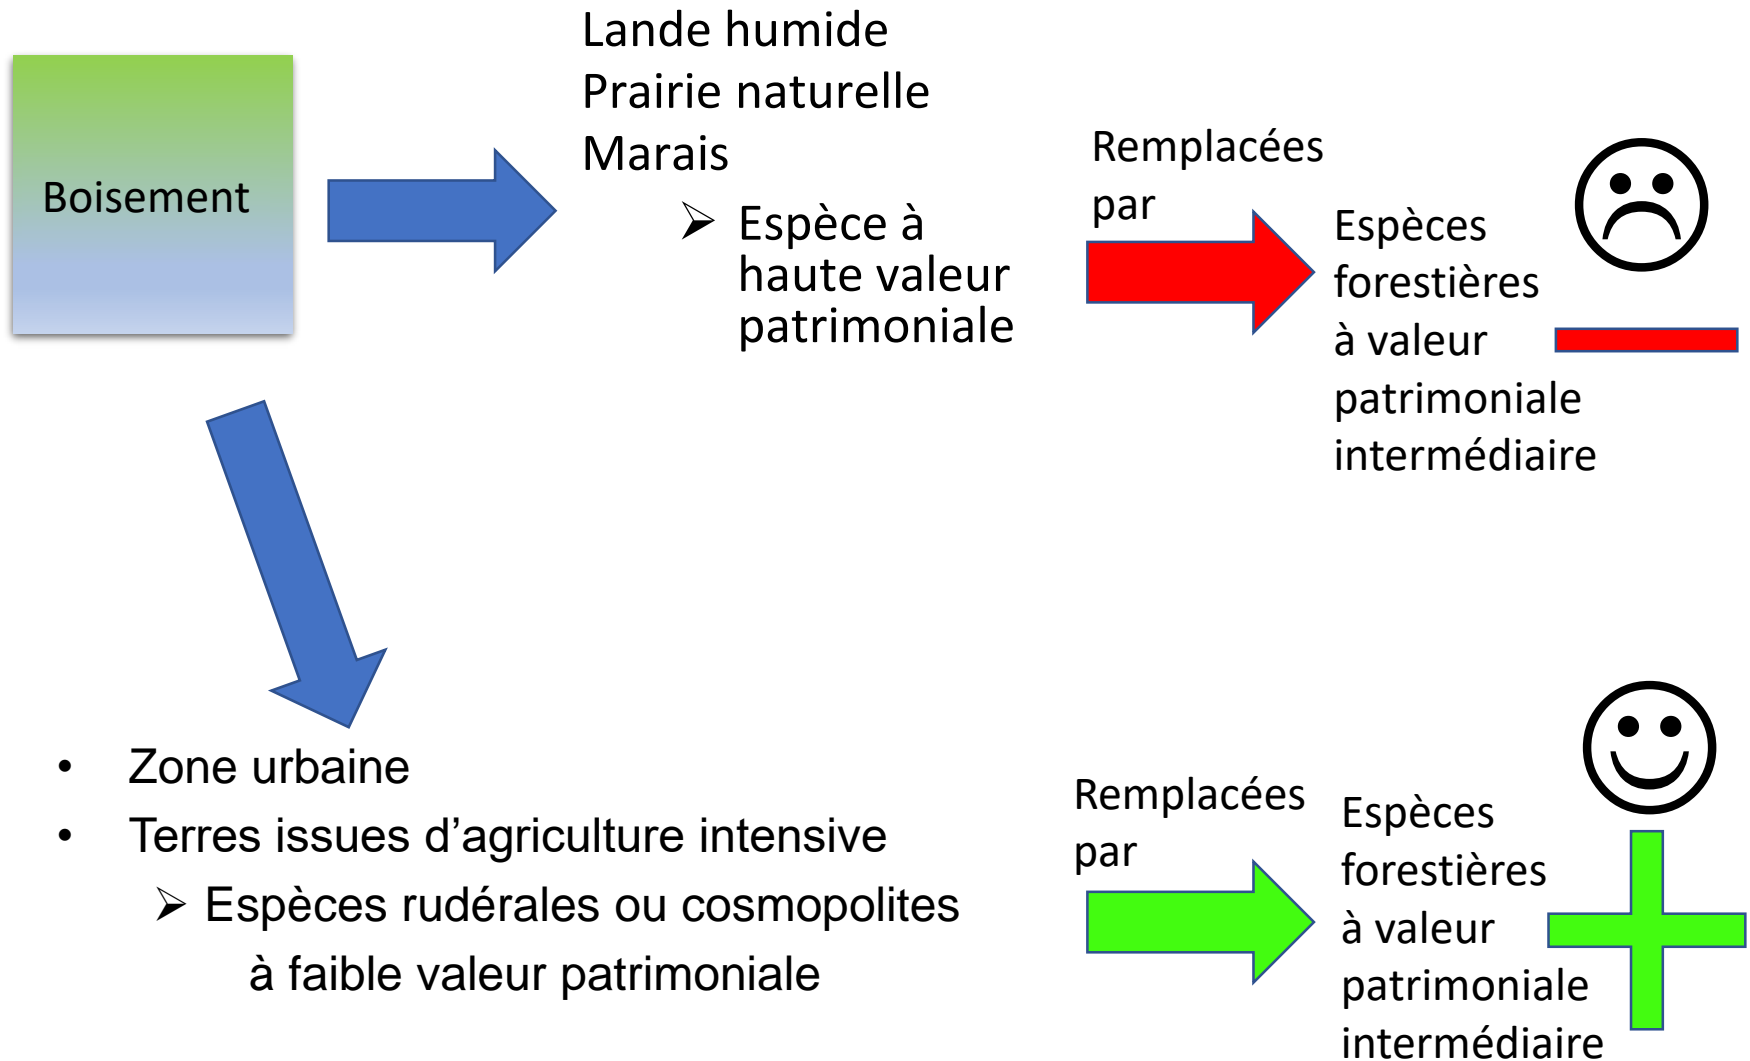 Boisement
Lande humide
Prairie naturelle
Marais
➢ Espèce à
haute valeur
patrimoniale
Remplacées
par
Espèces
forestières
à valeur
patrimoniale
intermédiaire
• Zone urbaine
• Terres issues d’agriculture intensive
➢ Espèces rudérales ou cosmopolites
à faible valeur patrimoniale
Remplacées
par
Espèces
forestières
à valeur
patrimoniale
intermédiaire